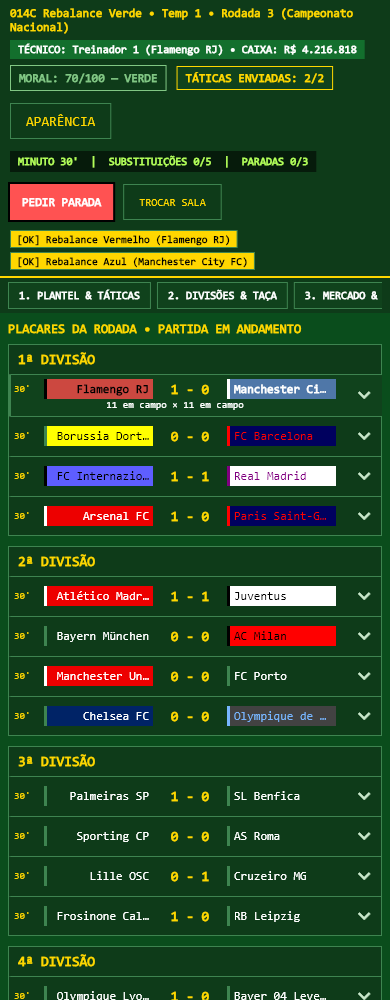 014C Rebalance Verde • Temp 1 • Rodada 3 (Campeonato
Nacional)
TÉCNICO: Treinador 1 (Flamengo RJ) • CAIXA: R$ 4.216.818
MORAL: 70/100 — VERDE
TÁTICAS ENVIADAS: 2/2
APARÊNCIA
MINUTO 30' | SUBSTITUIÇÕES 0/5 | PARADAS 0/3
PEDIR PARADA
TROCAR SALA
[OK] Rebalance Vermelho (Flamengo RJ)
[OK] Rebalance Azul (Manchester City FC)
1. PLANTEL & TÁTICAS
2. DIVISÕES & TAÇA
3. MERCADO &
PLACARES DA RODADA • PARTIDA EM ANDAMENTO
1ª DIVISÃO
30' Flamengo RJ 1 - 0 Manchester Ci…
11 em campo × 11 em campo
30' Borussia Dort… 0 - 0 FC Barcelona
30' FC Internazio… 1 - 1 Real Madrid
30' Arsenal FC 1 - 0 Paris Saint-G…
2ª DIVISÃO
30' Atlético Madr… 1 - 1 Juventus
30' Bayern München 0 - 0 AC Milan
30' Manchester Un… 0 - 0 FC Porto
30' Chelsea FC 0 - 0 Olympique de …
3ª DIVISÃO
30' Palmeiras SP 1 - 0 SL Benfica
30' Sporting CP 0 - 0 AS Roma
30' Lille OSC 0 - 1 Cruzeiro MG
30' Frosinone Cal… 1 - 0 RB Leipzig
4ª DIVISÃO
30' Olympique Lyo… 1 - 0 Bayer 04 Leve…